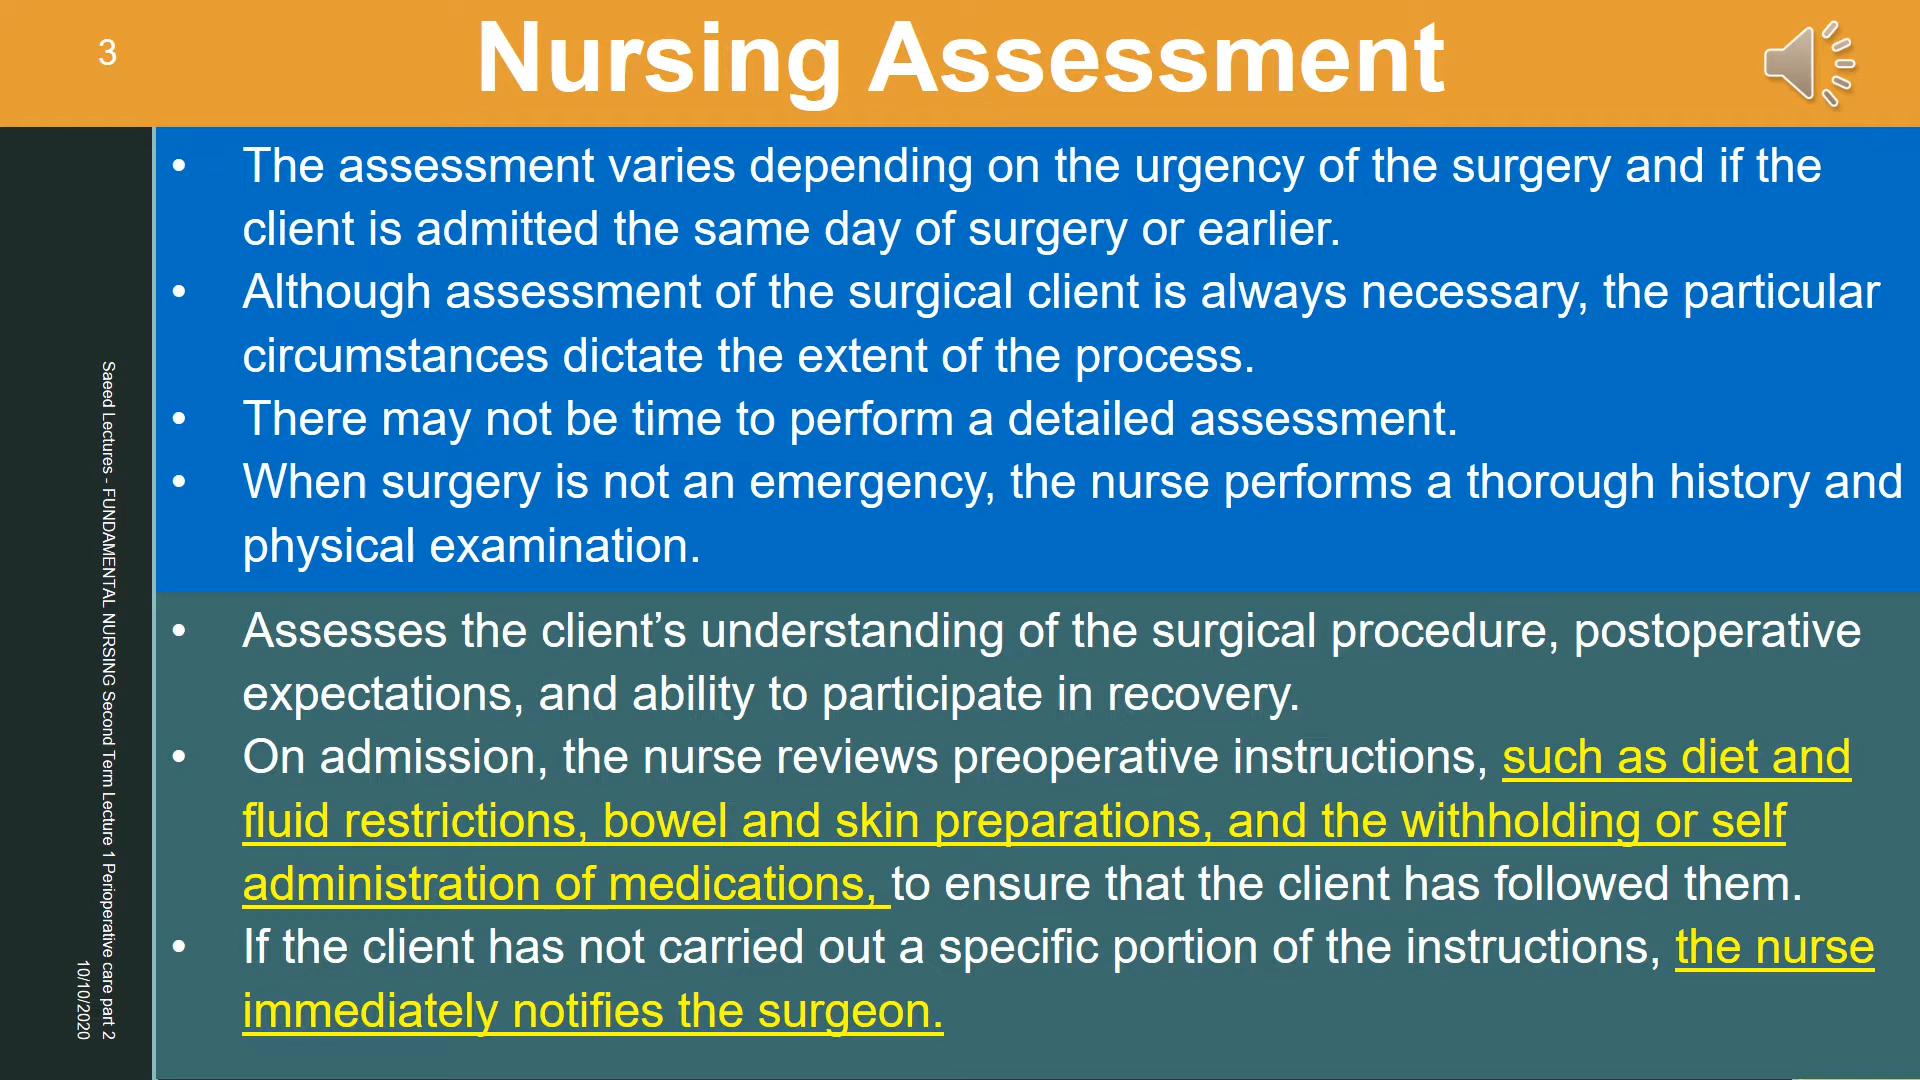 3
Nursing Assessment
• The assessment varies depending on the urgency of the surgery and if the
client is admitted the same day of surgery or earlier.
• Although assessment of the surgical client is always necessary, the particular
circumstances dictate the extent of the process.
• There may not be time to perform a detailed assessment.
• When surgery is not an emergency, the nurse performs a thorough history and
physical examination.
• Assesses the client’s understanding of the surgical procedure, postoperative
expectations, and ability to participate in recovery.
• On admission, the nurse reviews preoperative instructions, such as diet and
fluid restrictions, bowel and skin preparations, and the withholding or self
administration of medications, to ensure that the client has followed them.
• If the client has not carried out a specific portion of the instructions, the nurse
immediately notifies the surgeon.
Saeed Lectures - FUNDAMENTAL NURSING Second Term Lecture 1 Perioperative care part 2
10/10/2020